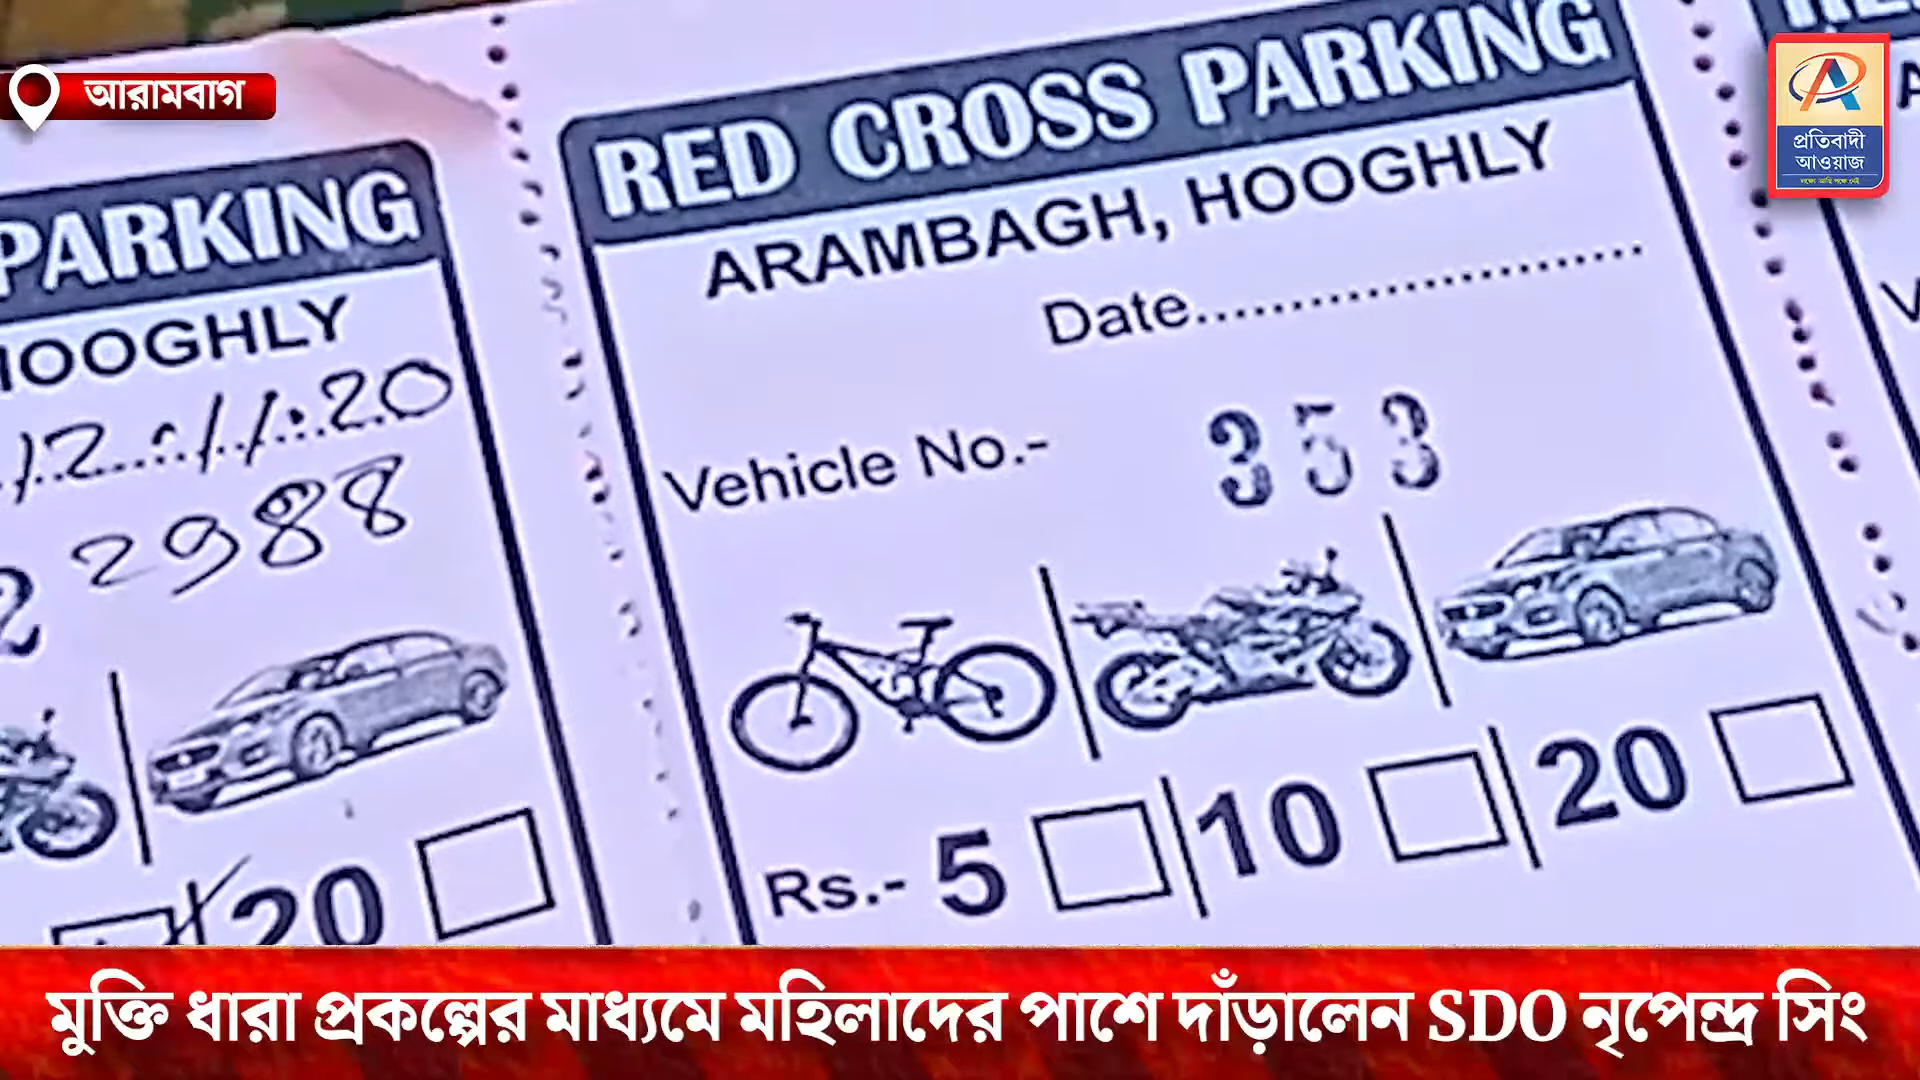 আরামবাগ
PARKING
HOOGHLY
12.11.20
2988
RED CROSS PARKING
ARAMBAGH, HOOGHLY
Date
Vehicle No.- 353
Rs.- 5 10 20
20
প্রতিবাদী
আওয়াজ
মুক্তি ধারা প্রকল্পের মাধ্যমে মহিলাদের পাশে দাঁড়ালেন SDO নৃপেন্দ্র সিং